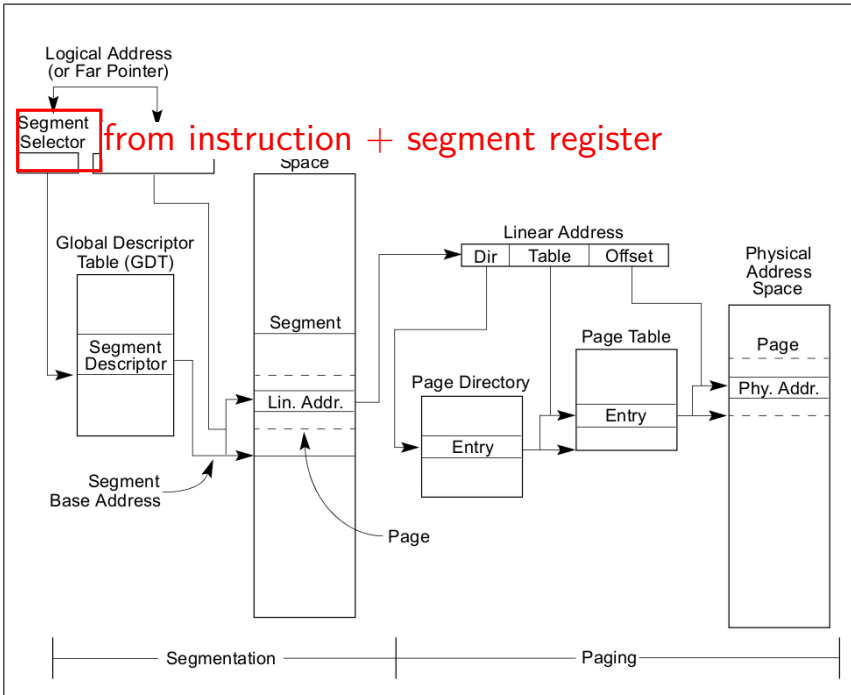 Logical Address
(or Far Pointer)
Segment
Selector
from instruction + segment register
Space
Global Descriptor
Table (GDT)
Segment
Descriptor
Segment
Base Address
Segment
Lin. Addr.
Page
Linear Address
Dir Table Offset
Page Directory
Entry
Page Table
Entry
Physical
Address
Space
Page
Phy. Addr.
Segmentation
Paging